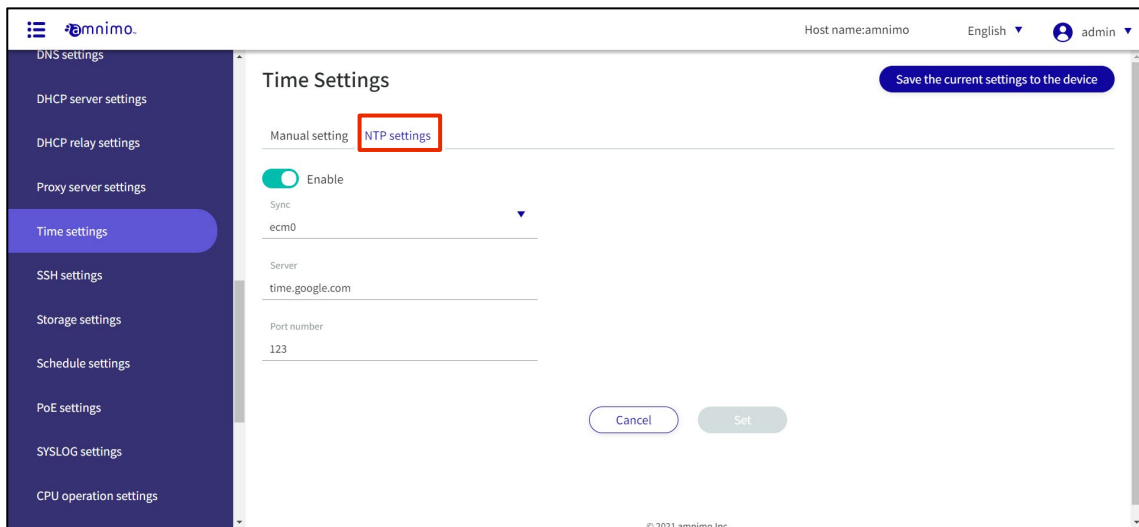 amnimo
Host name:amnimo
English
admin
DNS settings
DHCP server settings
DHCP relay settings
Proxy server settings
Time settings
SSH settings
Storage settings
Schedule settings
PoE settings
SYSLOG settings
CPU operation settings
Time Settings
Save the current settings to the device
Manual setting
NTP settings
Enable
Sync
ecm0
Server
time.google.com
Port number
123
Cancel
Set
© 2021 amnimo Inc.